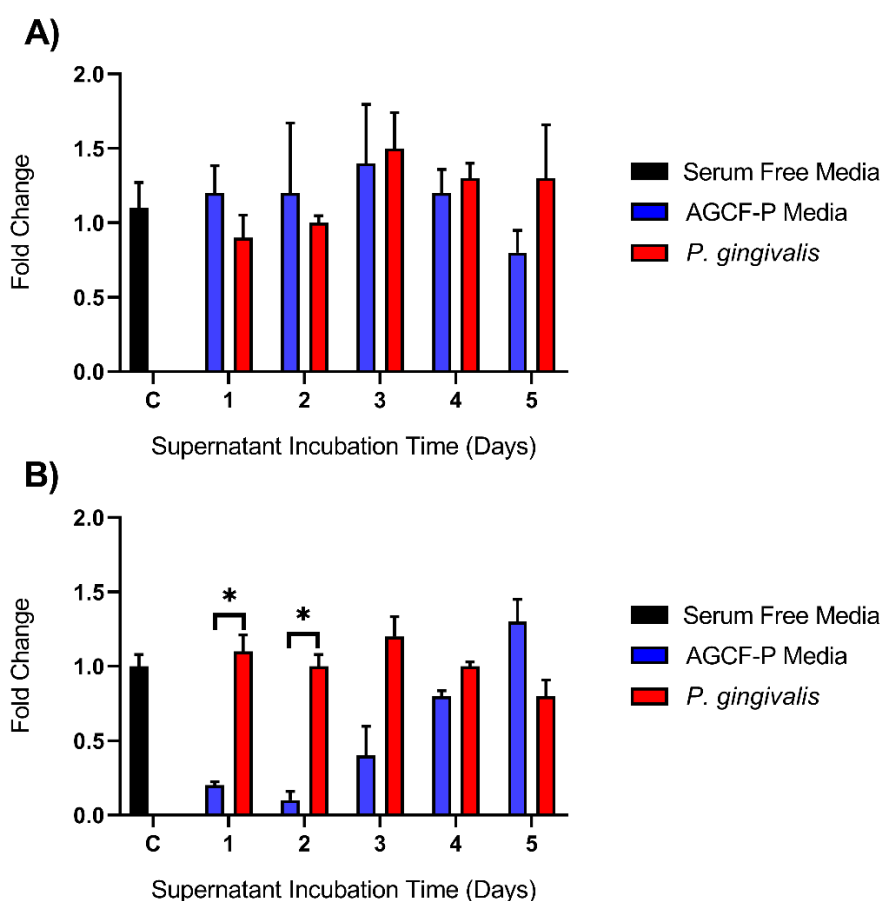 A)
2.0
1.5
1.0
0.5
0.0
Fold Change
C 1 2 3 4 5
Supernatant Incubation Time (Days)
Serum Free Media
AGCF-P Media
P. gingivalis
B)
2.0
1.5
1.0
0.5
0.0
Fold Change
* *
C 1 2 3 4 5
Supernatant Incubation Time (Days)
Serum Free Media
AGCF-P Media
P. gingivalis